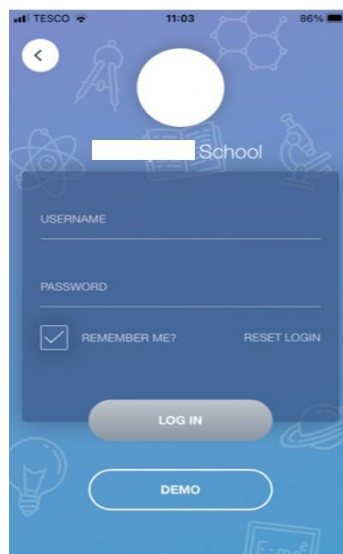 TESCO 11:03 86%
School
USERNAME
PASSWORD
REMEMBER ME? RESET LOGIN
LOG IN
DEMO